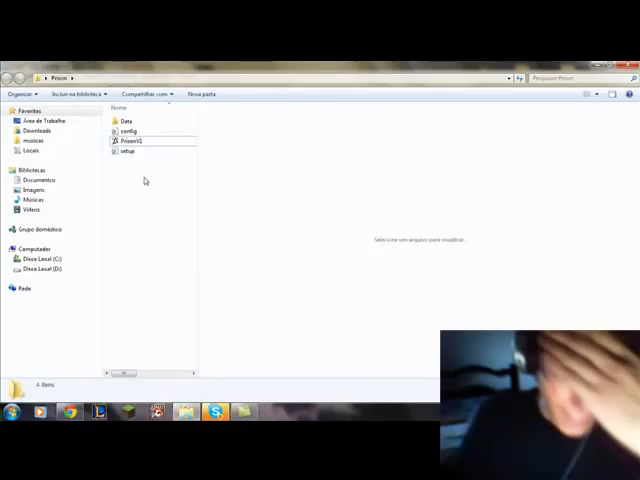 Prison
Pesquisar Prison
Organizar
Incluir na biblioteca
Compartilhar com
Nova pasta
Nome
Favoritos
Área de Trabalho
Downloads
músicas
Locais
Bibliotecas
Documentos
Imagens
Músicas
Vídeos
Grupo doméstico
Computador
Disco Local (C:)
Disco Local (D:)
Rede
Data
config
PrisonV1
setup
Selecione um arquivo para visualizar.
4 itens